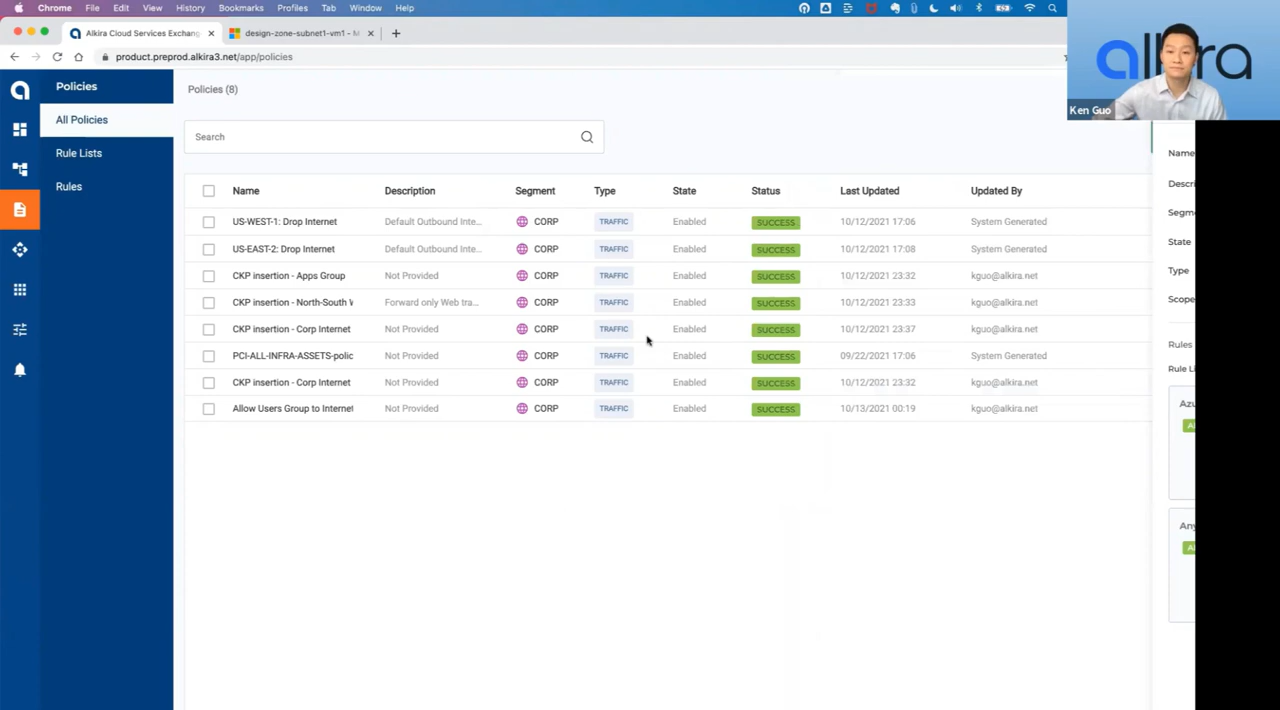 Chrome File Edit View History Bookmarks Profiles Tab Window Help
Alkira Cloud Services Exchang
design-zone-subnet1-vm1 - M
product.preprod.alkira3.net/app/policies
alkira
Ken Guo
Policies
All Policies
Rule Lists
Rules
Policies (8)
Search
Name Description Segment Type State Status Last Updated Updated By
US-WEST-1: Drop Internet Default Outbound Inte... CORP TRAFFIC Enabled SUCCESS 10/12/2021 17:06 System Generated
US-EAST-2: Drop Internet Default Outbound Inte... CORP TRAFFIC Enabled SUCCESS 10/12/2021 17:08 System Generated
CKP insertion - Apps Group Not Provided CORP TRAFFIC Enabled SUCCESS 10/12/2021 23:32 kguo@alkira.net
CKP insertion - North-South W Forward only Web tra... CORP TRAFFIC Enabled SUCCESS 10/12/2021 23:33 kguo@alkira.net
CKP insertion - Corp Internet Not Provided CORP TRAFFIC Enabled SUCCESS 10/12/2021 23:37 kguo@alkira.net
PCI-ALL-INFRA-ASSETS-polic Not Provided CORP TRAFFIC Enabled SUCCESS 09/22/2021 17:06 System Generated
CKP insertion - Corp Internet Not Provided CORP TRAFFIC Enabled SUCCESS 10/12/2021 23:32 kguo@alkira.net
Allow Users Group to Internet Not Provided CORP TRAFFIC Enabled SUCCESS 10/13/2021 00:19 kguo@alkira.net
Name
Descri
Segm
State
Type
Scope
Rules
Rule Li
Azu
Any